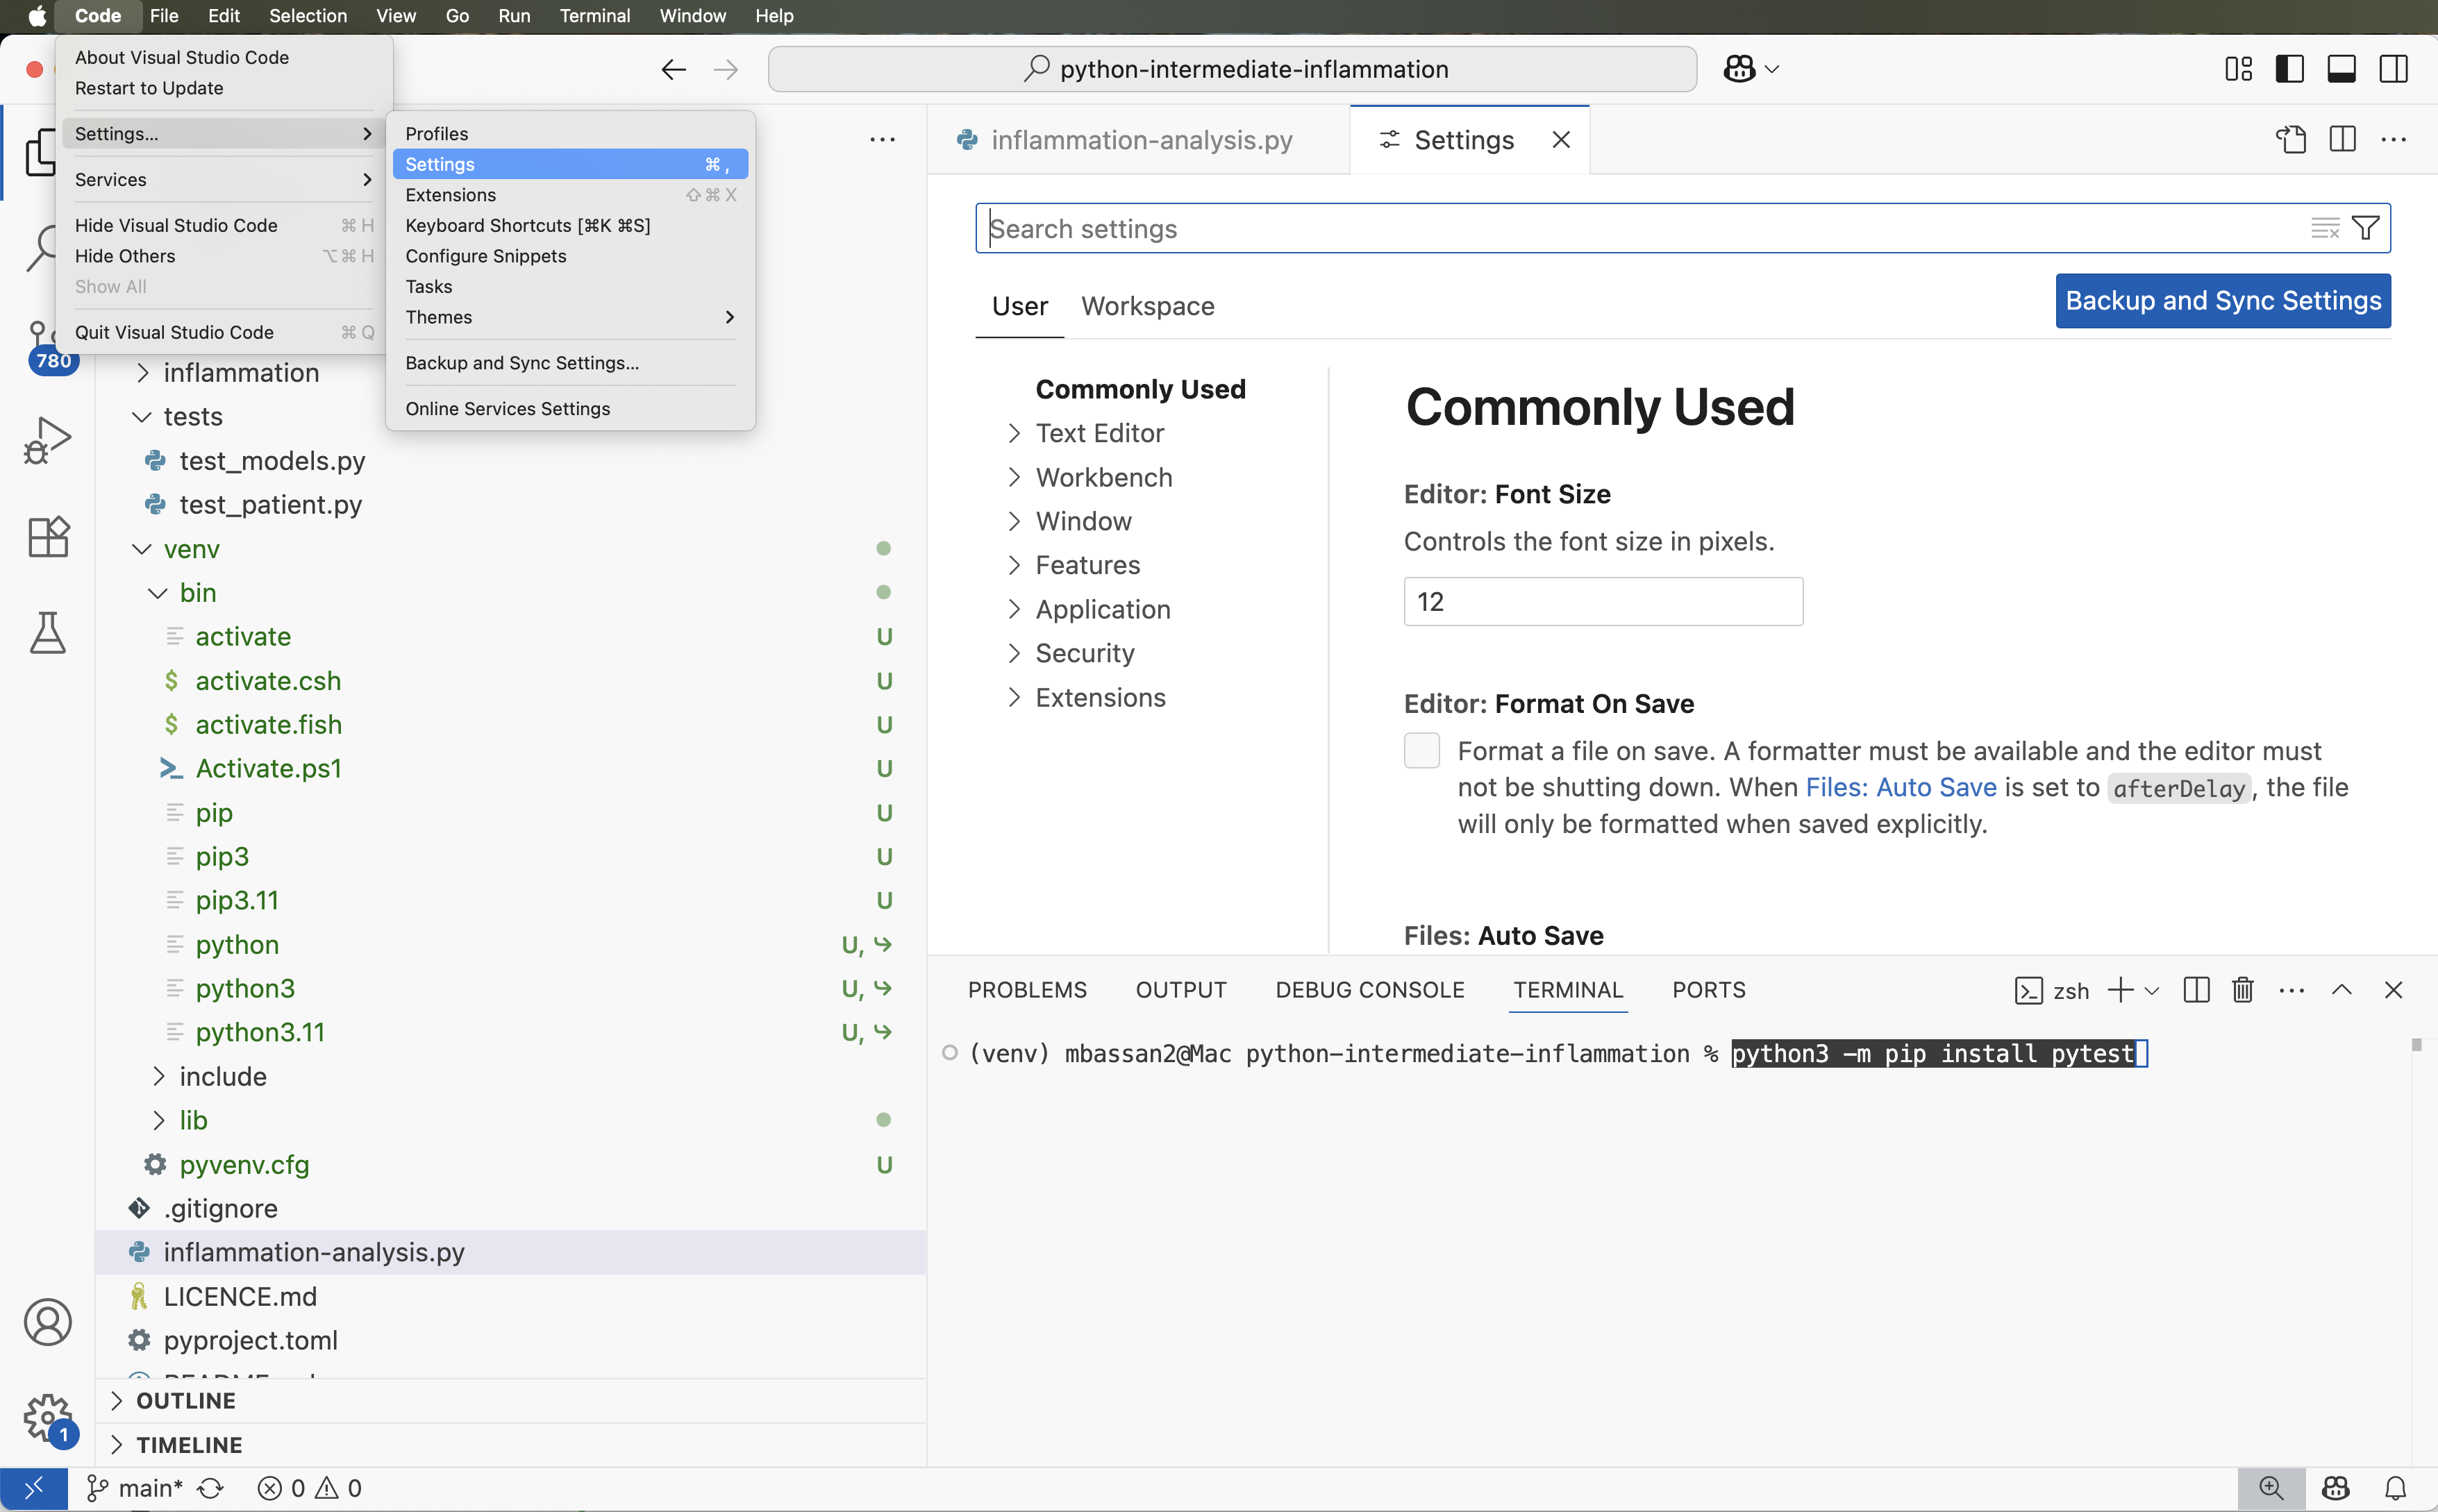 Code File Edit Selection View Go Run Terminal Window Help
About Visual Studio Code
Restart to Update
Settings...
Services
Hide Visual Studio Code ⌘ H
Hide Others ⌥ ⌘ H
Show All
Quit Visual Studio Code ⌘ Q
Profiles
Settings ⌘ ,
Extensions ⇧ ⌘ X
Keyboard Shortcuts [⌘K ⌘S]
Configure Snippets
Tasks
Themes
Backup and Sync Settings...
Online Services Settings
python-intermediate-inflammation
780
inflammation
tests
test_models.py
test_patient.py
venv
bin
activate U
activate.csh U
activate.fish U
Activate.ps1 U
pip U
pip3 U
pip3.11 U
python U,
python3 U,
python3.11 U,
include
lib
pyvenv.cfg U
.gitignore
inflammation-analysis.py
LICENCE.md
pyproject.toml
OUTLINE
TIMELINE
1
inflammation-analysis.py Settings
Search settings
User Workspace
Backup and Sync Settings
Commonly Used
Text Editor
Workbench
Window
Features
Application
Security
Extensions
Commonly Used
Editor: Font Size
Controls the font size in pixels.
12
Editor: Format On Save
Format a file on save. A formatter must be available and the editor must
not be shutting down. When Files: Auto Save is set to afterDelay, the file
will only be formatted when saved explicitly.
Files: Auto Save
PROBLEMS OUTPUT DEBUG CONSOLE TERMINAL PORTS zsh
(venv) mbassan2@Mac python-intermediate-inflammation % python3 -m pip install pytest
main* 0 0